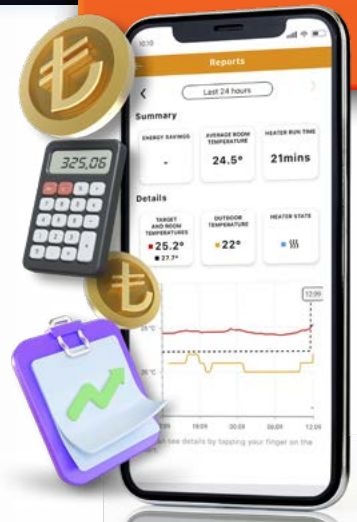 10:10
Reports
Last 24 hours
Summary
ENERGY SAVINGS
-
AVERAGE ROOM
TEMPERATURE
24.5°
HEATER RUN TIME
21mins
Details
TARGET
AND ROOM
TEMPERATURES
25.2°
27.7°
OUTDOOR
TEMPERATURE
22°
HEATER STATE
12:09
25 °C
20 °C
18:09
00:09
06:09
12:09
see details by tapping your finger on the
325,06
₺
₺